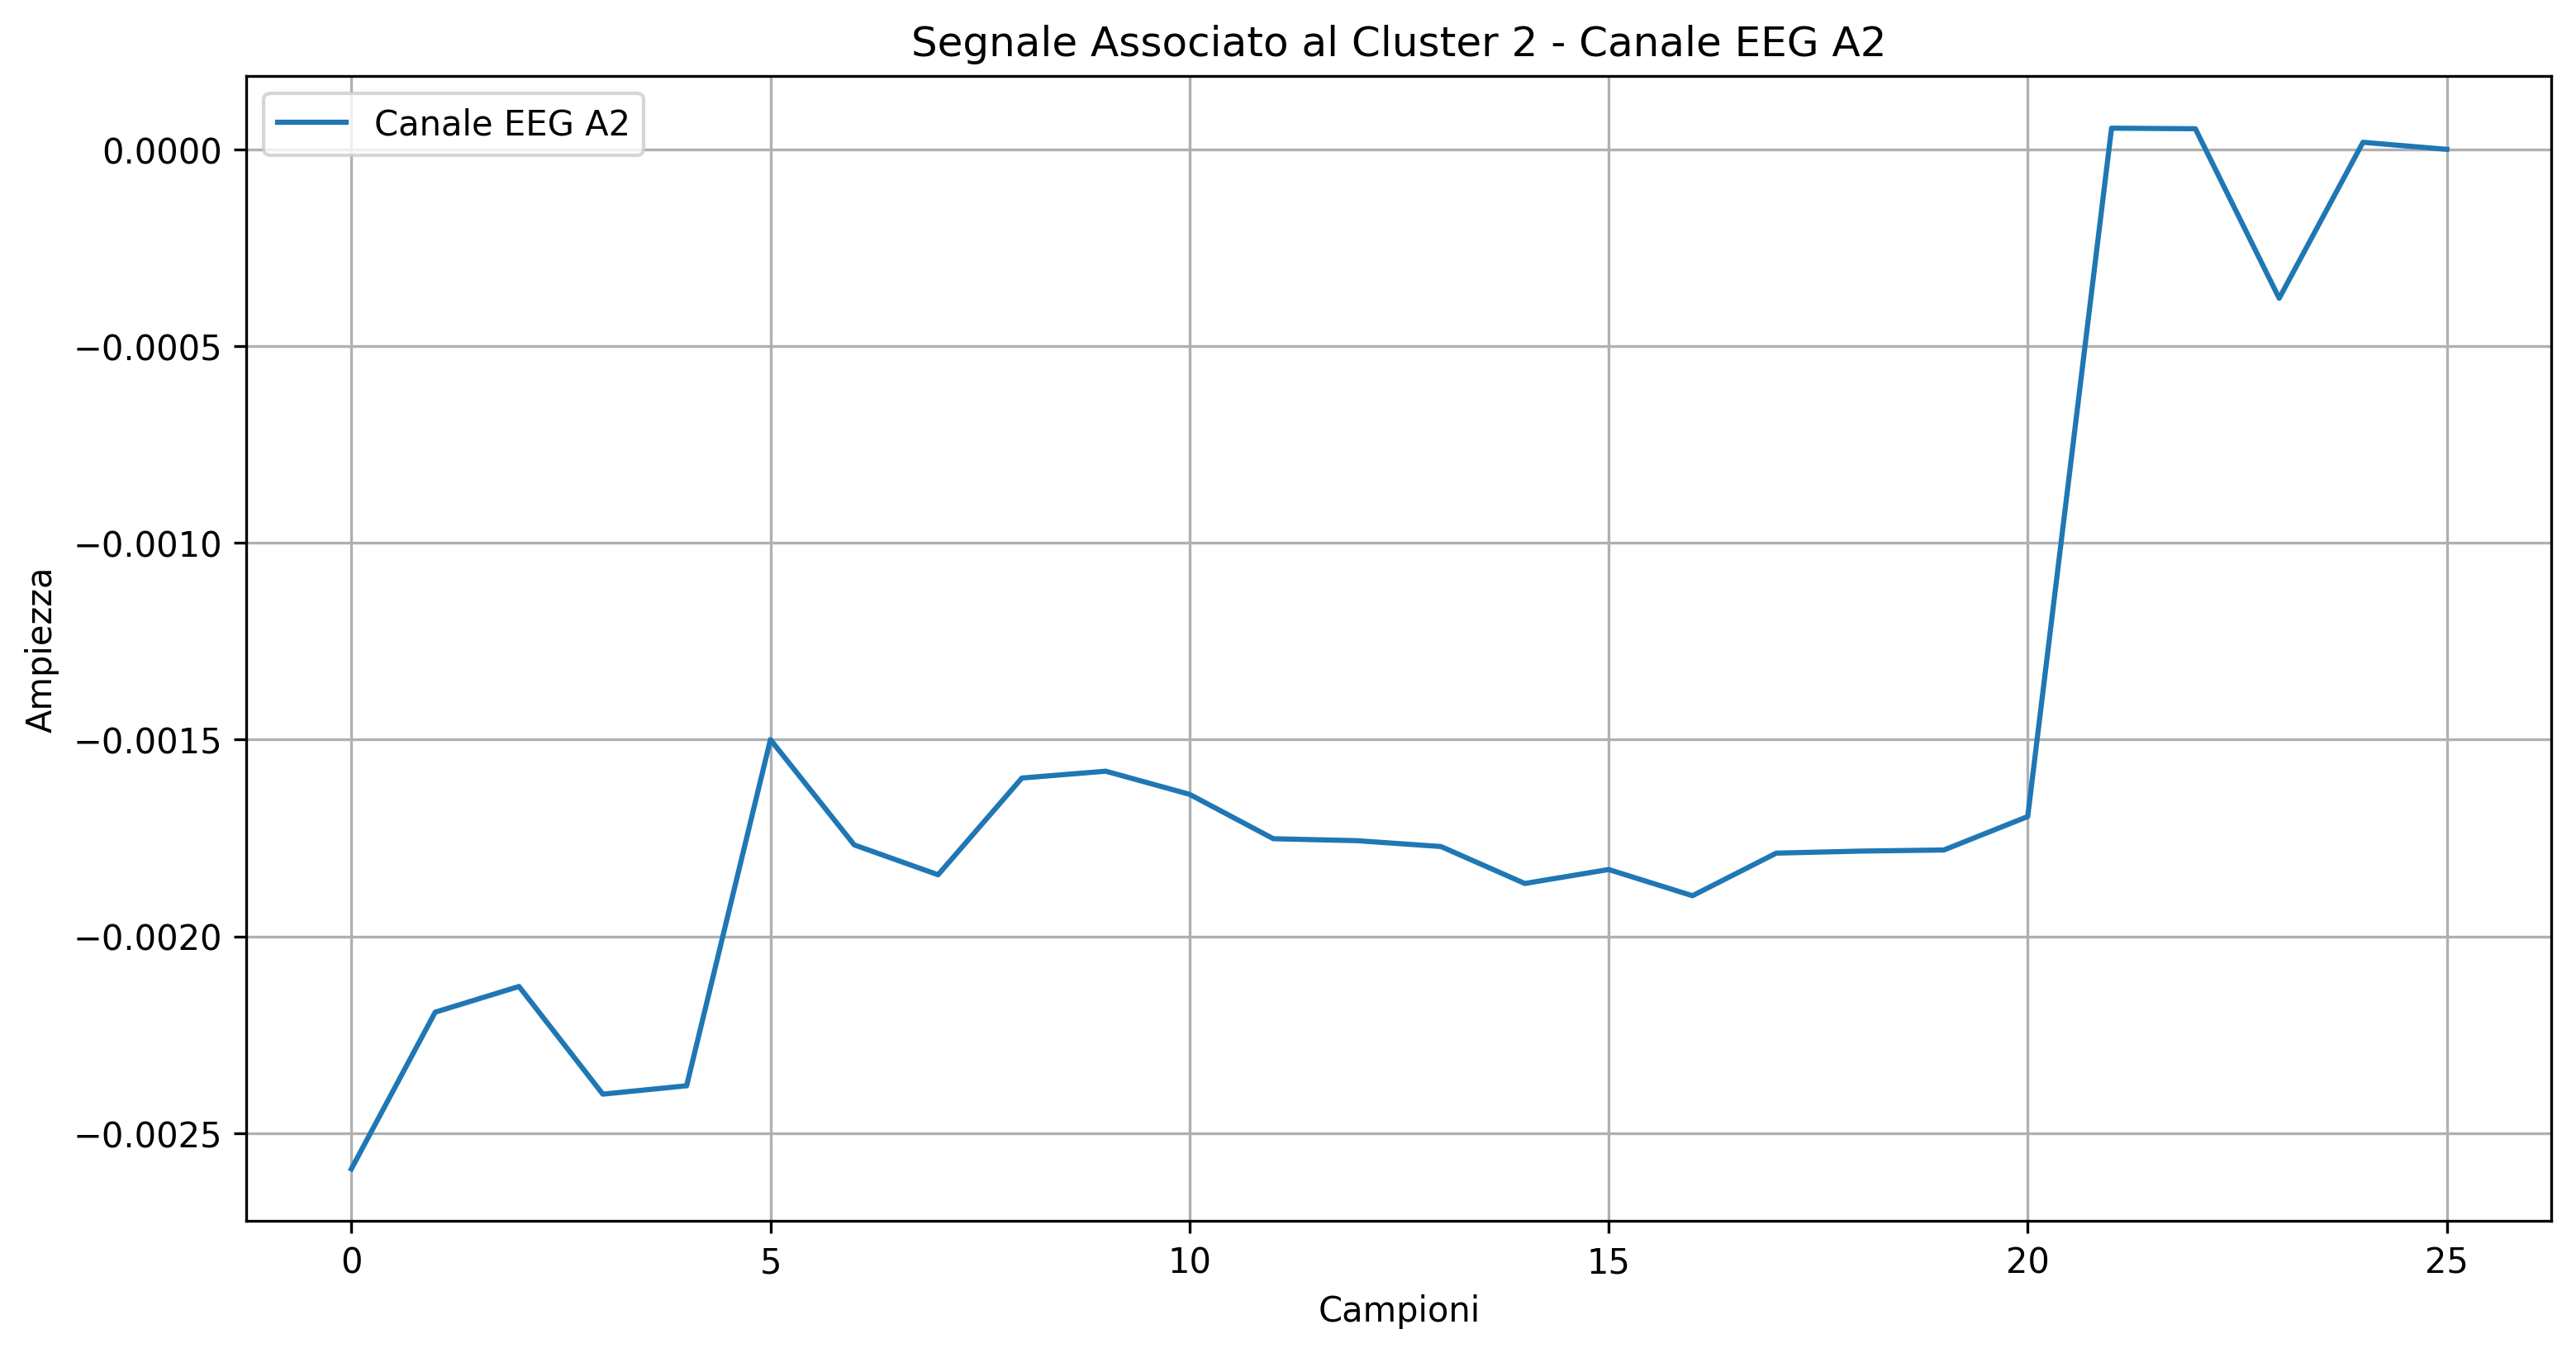 Segnale Associato al Cluster 2 - Canale EEG A2
Canale EEG A2
0.0000
−0.0005
−0.0010
−0.0015
−0.0020
−0.0025
Ampiezza
0 5 10 15 20 25
Campioni